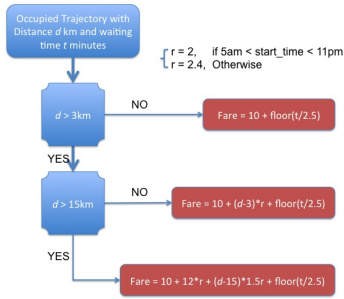 Occupied Trajectory with
Distance d km and waiting
time t minutes
r = 2, if 5am < start_time < 11pm
r = 2.4, Otherwise
d > 3km
NO
Fare = 10 + floor(t/2.5)
YES
d > 15km
NO
Fare = 10 + (d-3)*r + floor(t/2.5)
YES
Fare = 10 + 12*r + (d-15)*1.5r + floor(t/2.5)